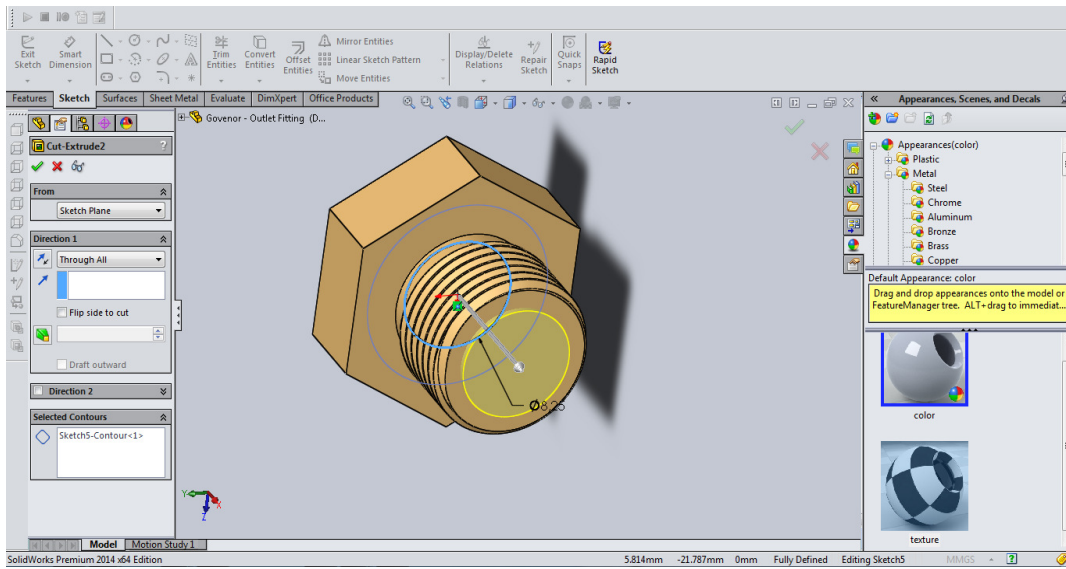 Exit
Sketch
Smart
Dimension
Trim
Entities
Convert
Entities
Offset
Entities
Mirror Entities
Linear Sketch Pattern
Move Entities
Display/Delete
Relations
Repair
Sketch
Quick
Snaps
Rapid
Sketch
Features Sketch Surfaces Sheet Metal Evaluate DimXpert Office Products
Govenor - Outlet Fitting (D...
Cut-Extrude2 ?
From
Sketch Plane
Direction 1
Through All
Flip side to cut
Draft outward
Direction 2
Selected Contours
Sketch5-Contour<1>
Ø8,25
Y X
Z
Appearances, Scenes, and Decals
Appearances(color)
Plastic
Metal
Steel
Chrome
Aluminum
Bronze
Brass
Copper
Default Appearance: color
Drag and drop appearances onto the model or
FeatureManager tree. ALT+drag to immediat...
color
texture
Model Motion Study 1
SolidWorks Premium 2014 x64 Edition 5.814mm -21.787mm 0mm Fully Defined Editing Sketch5 MMGS ?